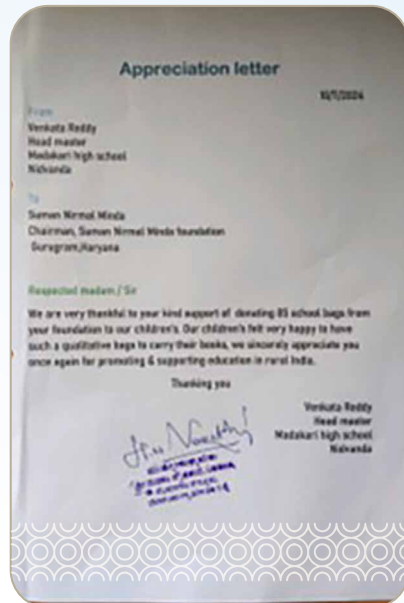 Appreciation letter
10/7/2024
From
Venkata Reddy
Head master
Madakari high school
Nidvanda
To
Suman Nirmal Minda
Chairman, Suman Nirmal Minda foundation
Gurugram,Haryana
Respected madam / Sir
We are very thankful to your kind support of donating 85 school bags from
your foundation to our children's. Our children's felt very happy to have
such a qualitative bags to carry their books, we sincerely appreciate you
once again for promoting & supporting education in rural India.
Thanking you
Venkata Reddy
Head master
Madakari high school
Nidvanda